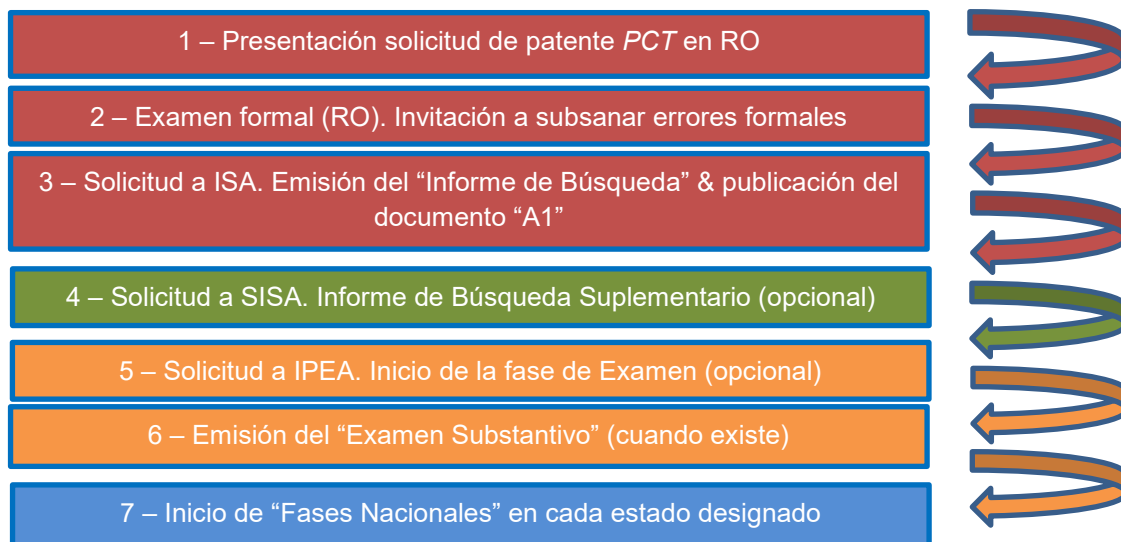 1 – Presentación solicitud de patente PCT en RO
2 – Examen formal (RO). Invitación a subsanar errores formales
3 – Solicitud a ISA. Emisión del “Informe de Búsqueda” & publicación del
documento “A1”
4 – Solicitud a SISA. Informe de Búsqueda Suplementario (opcional)
5 – Solicitud a IPEA. Inicio de la fase de Examen (opcional)
6 – Emisión del “Examen Substantivo” (cuando existe)
7 – Inicio de “Fases Nacionales” en cada estado designado